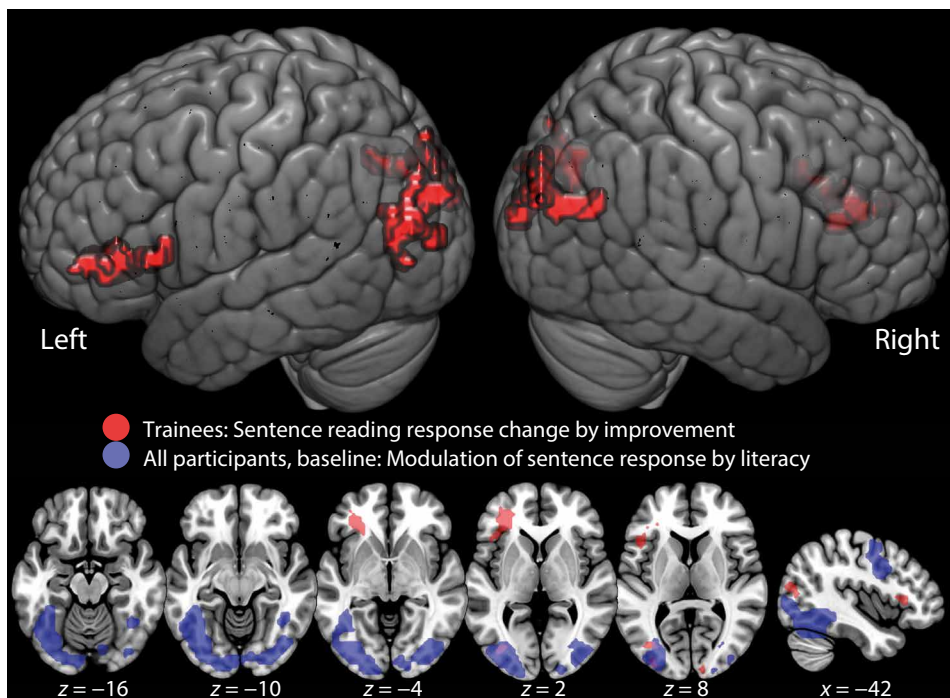 Left
Right
Trainees: Sentence reading response change by improvement
All participants, baseline: Modulation of sentence response by literacy
z = −16
z = −10
z = −4
z = 2
z = 8
x = −42